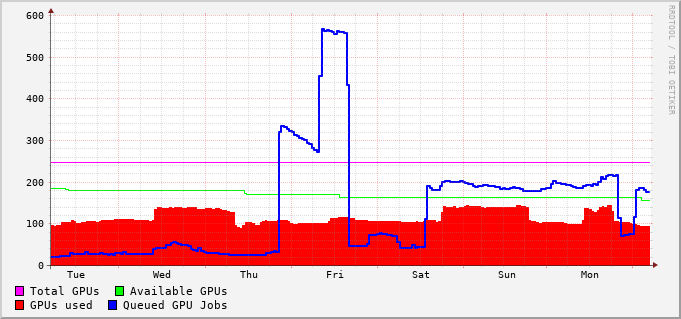 600
500
400
300
200
100
0
Tue Wed Thu Fri Sat Sun Mon
Total GPUs Available GPUs
GPUs used Queued GPU Jobs
RRDTOOL / TOBI OETIKER